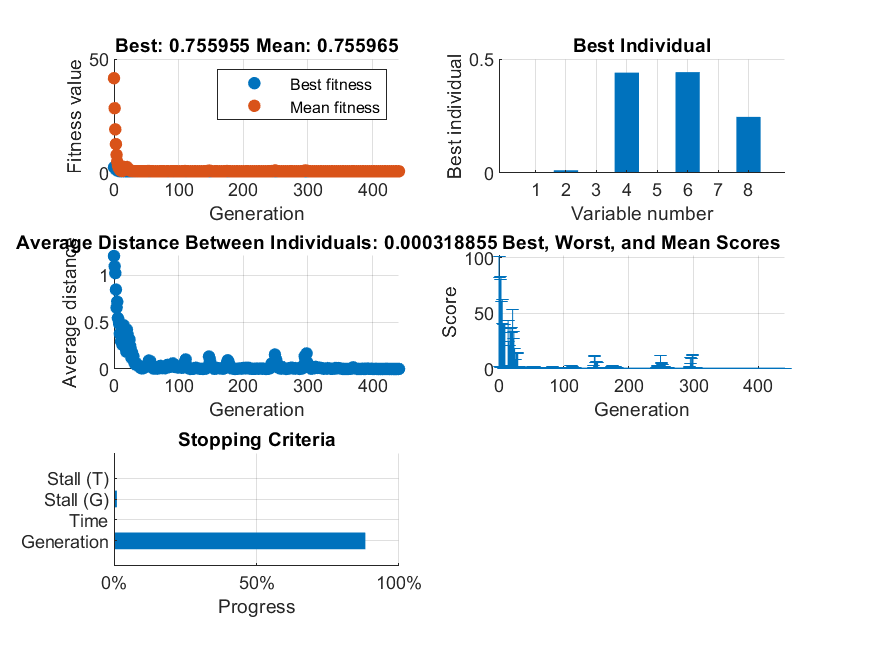 Best: 0.755955 Mean: 0.755965
Fitness value
50
0
Best fitness
Mean fitness
0 100 200 300 400
Generation
Best Individual
Best individual
0.5
0
1 2 3 4 5 6 7 8
Variable number
Average Distance Between Individuals: 0.000318855
Average distance
1
0.5
0
0 100 200 300 400
Generation
Best, Worst, and Mean Scores
Score
100
50
0
0 100 200 300 400
Generation
Stopping Criteria
Stall (T)
Stall (G)
Time
Generation
0% 50% 100%
Progress